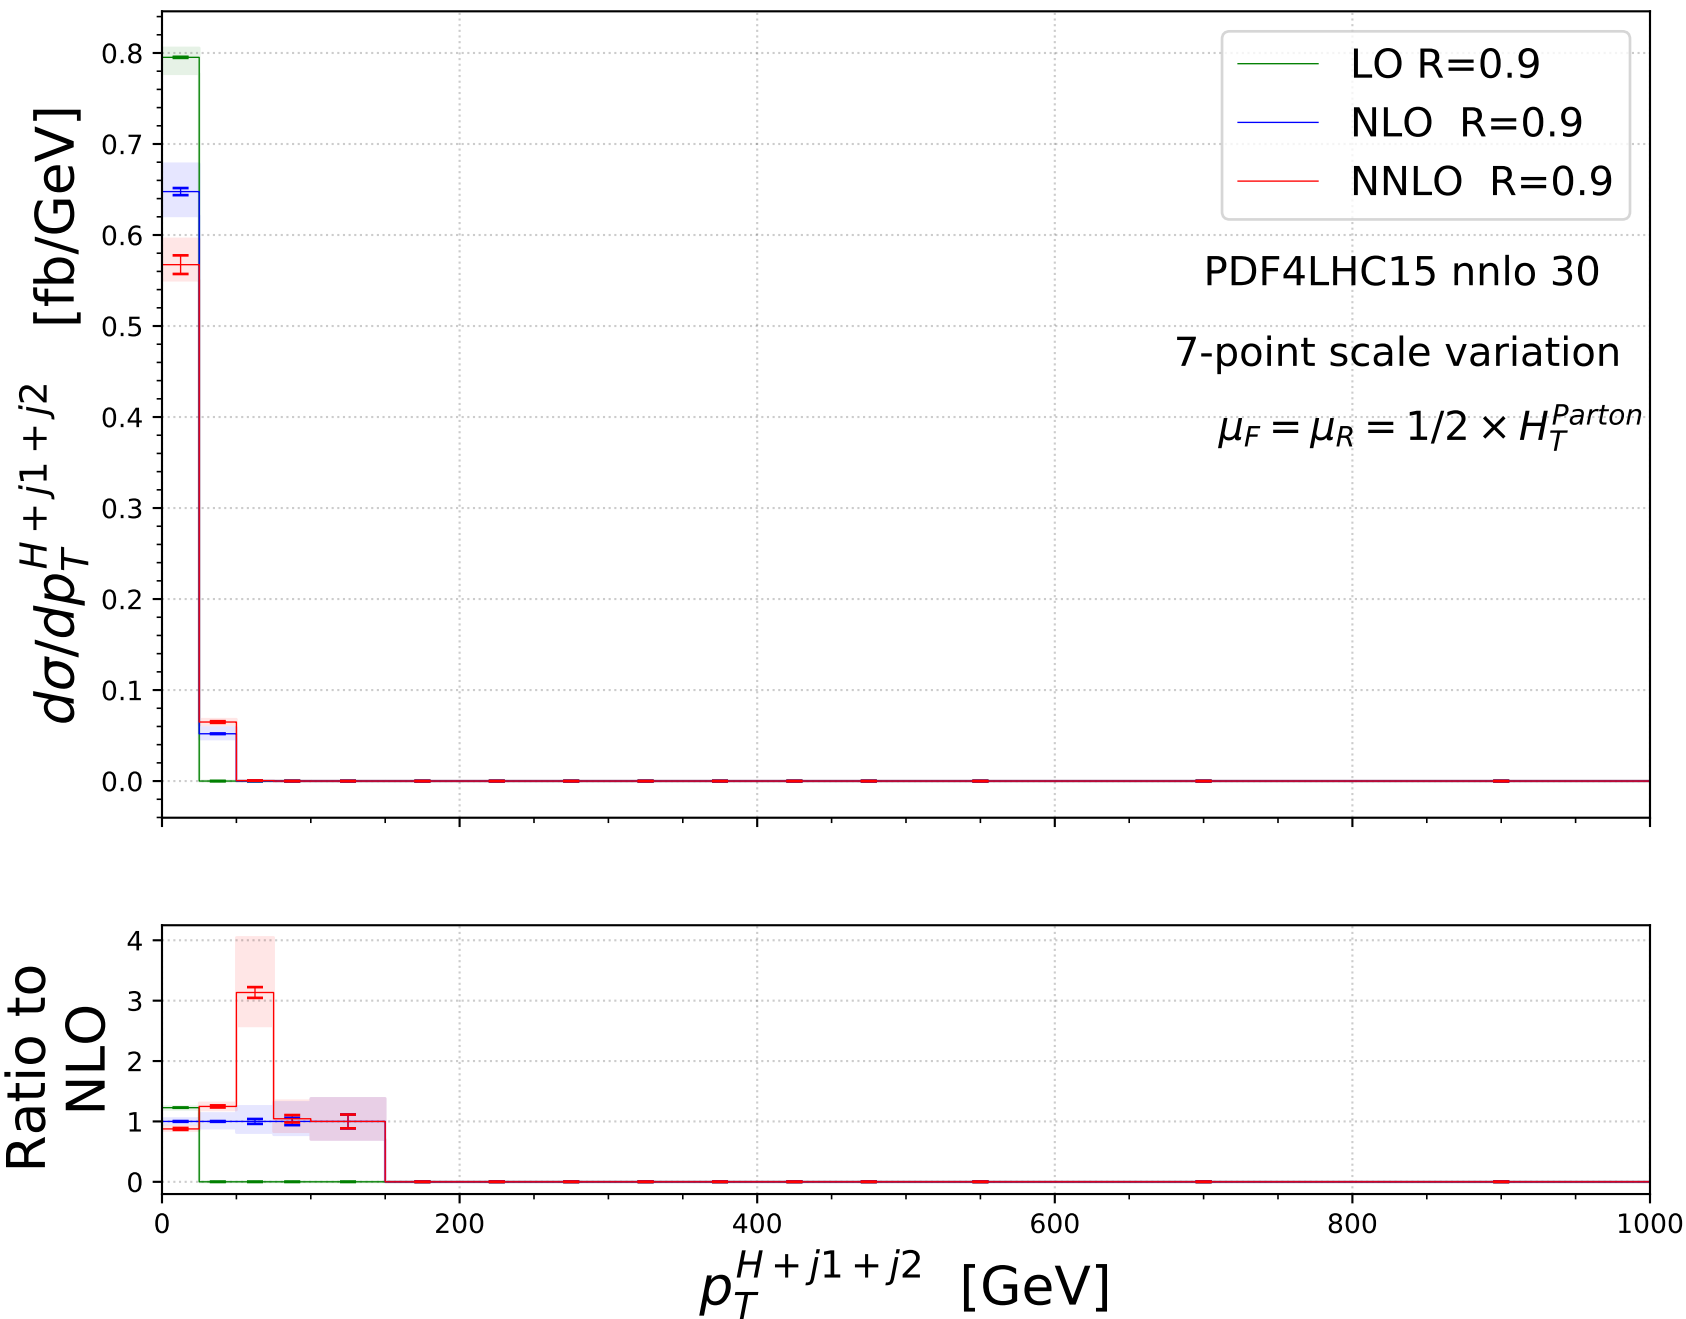 0.8
0.7
0.6
0.5
0.4
0.3
0.2
0.1
0.0
dσ/dp_T^{H+j1+j2} [fb/GeV]
LO R=0.9
NLO R=0.9
NNLO R=0.9
PDF4LHC15 nnlo 30
7-point scale variation
μ_F = μ_R = 1/2 × H_T^{Parton}
4
3
2
1
0
Ratio to
NLO
0 200 400 600 800 1000
p_T^{H+j1+j2} [GeV]